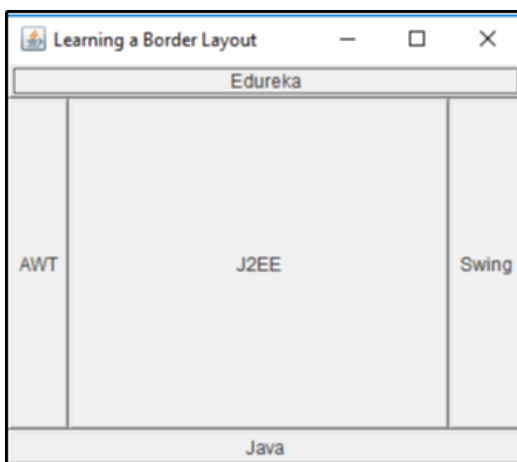 Learning a Border Layout
Edureka
AWT
J2EE
Swing
Java